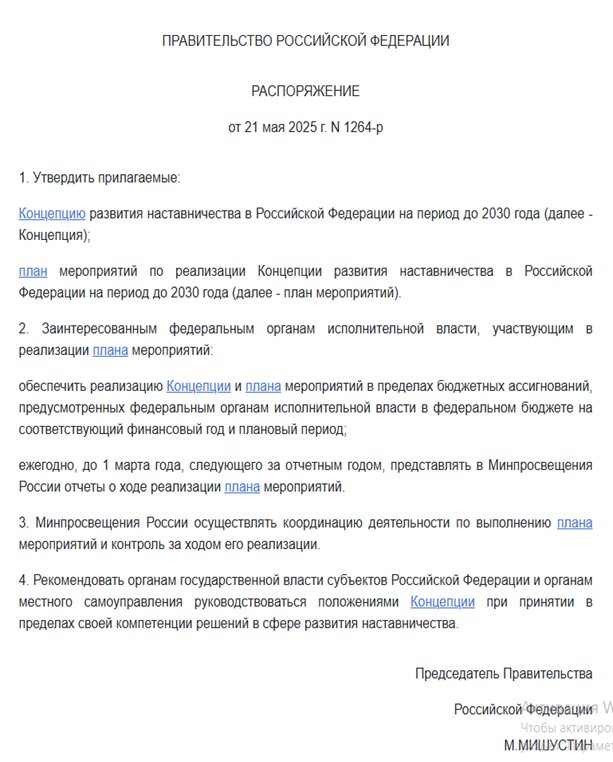 ПРАВИТЕЛЬСТВО РОССИЙСКОЙ ФЕДЕРАЦИИ
РАСПОРЯЖЕНИЕ
от 21 мая 2025 г. N 1264-р
1. Утвердить прилагаемые:
Концепцию развития наставничества в Российской Федерации на период до 2030 года (далее -
Концепция);
план мероприятий по реализации Концепции развития наставничества в Российской
Федерации на период до 2030 года (далее - план мероприятий).
2. Заинтересованным федеральным органам исполнительной власти, участвующим в
реализации плана мероприятий:
обеспечить реализацию Концепции и плана мероприятий в пределах бюджетных ассигнований,
предусмотренных федеральным органам исполнительной власти в федеральном бюджете на
соответствующий финансовый год и плановый период;
ежегодно, до 1 марта года, следующего за отчетным годом, представлять в Минпросвещения
России отчеты о ходе реализации плана мероприятий.
3. Минпросвещения России осуществлять координацию деятельности по выполнению плана
мероприятий и контроль за ходом его реализации.
4. Рекомендовать органам государственной власти субъектов Российской Федерации и органам
местного самоуправления руководствоваться положениями Концепции при принятии в
пределах своей компетенции решений в сфере развития наставничества.
Председатель Правительства
Российской Федерации
М.МИШУСТИН
Активация W
Чтобы активиро